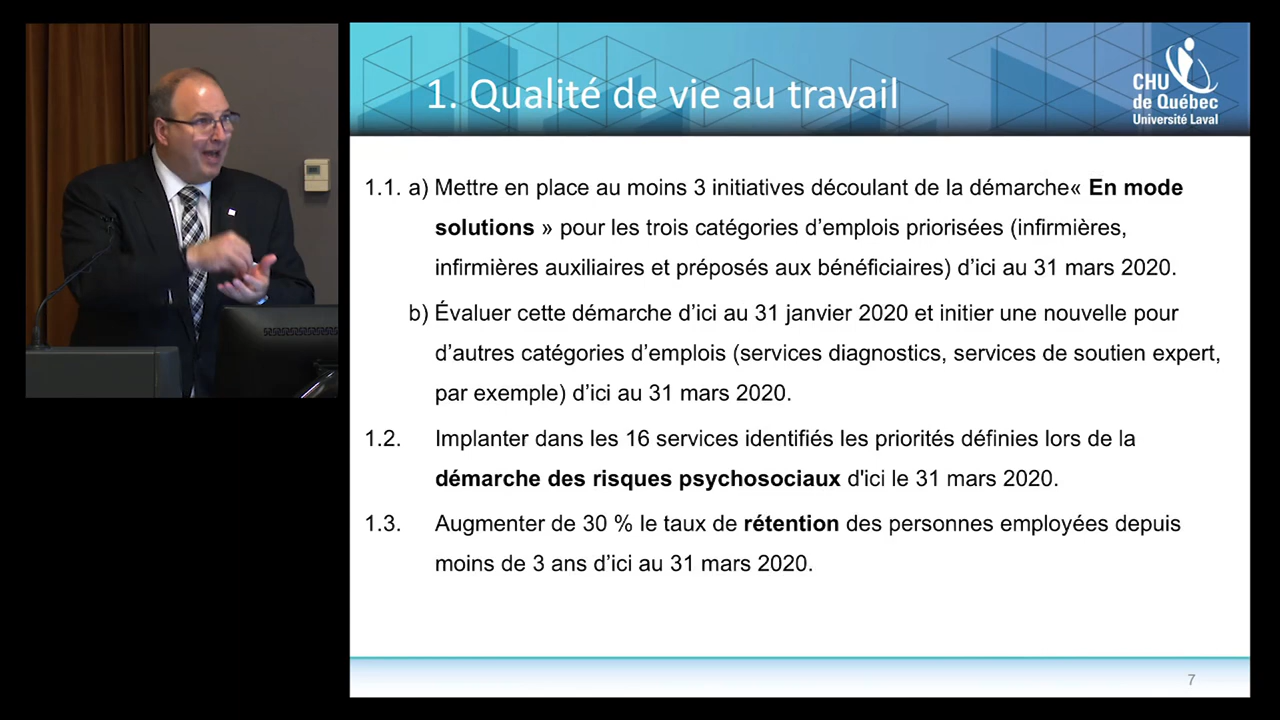 1. Qualité de vie au travail
CHU
de Québec
Université Laval
1.1. a) Mettre en place au moins 3 initiatives découlant de la démarche« En mode
solutions » pour les trois catégories d’emplois priorisées (infirmières,
infirmières auxiliaires et préposés aux bénéficiaires) d’ici au 31 mars 2020.
b) Évaluer cette démarche d’ici au 31 janvier 2020 et initier une nouvelle pour
d’autres catégories d’emplois (services diagnostics, services de soutien expert,
par exemple) d’ici au 31 mars 2020.
1.2. Implanter dans les 16 services identifiés les priorités définies lors de la
démarche des risques psychosociaux d'ici le 31 mars 2020.
1.3. Augmenter de 30 % le taux de rétention des personnes employées depuis
moins de 3 ans d’ici au 31 mars 2020.
7